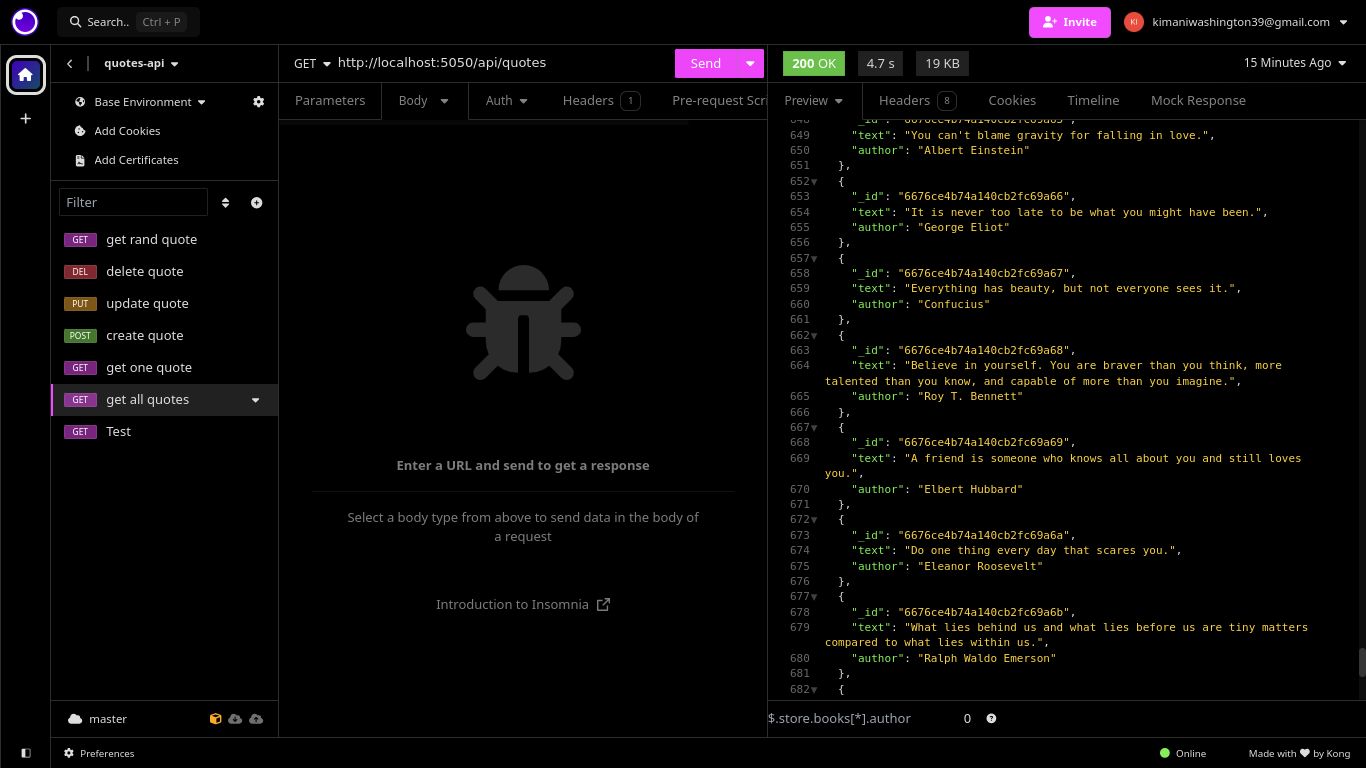 Search..
Ctrl + P
Invite
KI
kimaniwashington39@gmail.com
quotes-api
Base Environment
Add Cookies
Add Certificates
Filter
GET get rand quote
DEL delete quote
PUT update quote
POST create quote
GET get one quote
GET get all quotes
GET Test
master
Preferences
GET http://localhost:5050/api/quotes
Send
Parameters Body Auth Headers 1 Pre-request Scri
Enter a URL and send to get a response
Select a body type from above to send data in the body of
a request
Introduction to Insomnia
200 OK 4.7 s 19 KB 15 Minutes Ago
Preview Headers 8 Cookies Timeline Mock Response
648 "_id": "6676ce4b74a140cb2fc69a65",
649 "text": "You can't blame gravity for falling in love.",
650 "author": "Albert Einstein"
651 },
652 {
653 "_id": "6676ce4b74a140cb2fc69a66",
654 "text": "It is never too late to be what you might have been.",
655 "author": "George Eliot"
656 },
657 {
658 "_id": "6676ce4b74a140cb2fc69a67",
659 "text": "Everything has beauty, but not everyone sees it.",
660 "author": "Confucius"
661 },
662 {
663 "_id": "6676ce4b74a140cb2fc69a68",
664 "text": "Believe in yourself. You are braver than you think, more
talented than you know, and capable of more than you imagine.",
665 "author": "Roy T. Bennett"
666 },
667 {
668 "_id": "6676ce4b74a140cb2fc69a69",
669 "text": "A friend is someone who knows all about you and still loves
you.",
670 "author": "Elbert Hubbard"
671 },
672 {
673 "_id": "6676ce4b74a140cb2fc69a6a",
674 "text": "Do one thing every day that scares you.",
675 "author": "Eleanor Roosevelt"
676 },
677 {
678 "_id": "6676ce4b74a140cb2fc69a6b",
679 "text": "What lies behind us and what lies before us are tiny matters
compared to what lies within us.",
680 "author": "Ralph Waldo Emerson"
681 },
682 {
$.store.books[*].author 0
Online
Made with by Kong